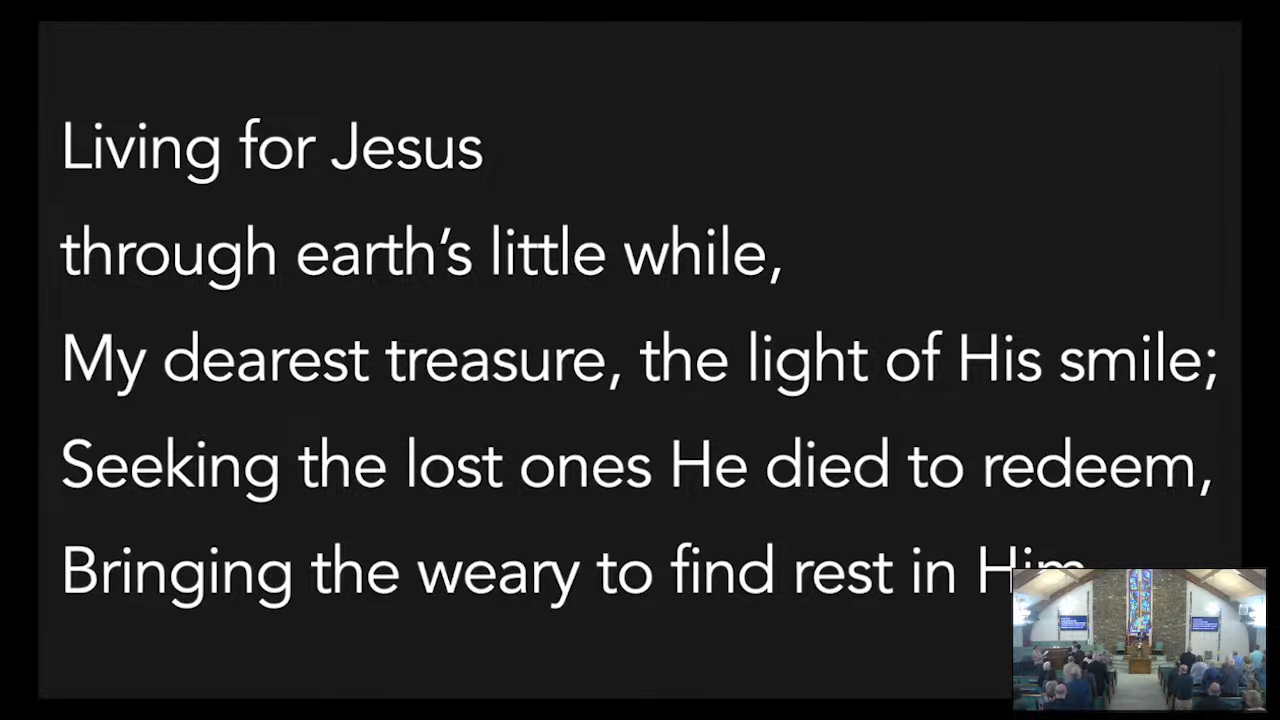 Living for Jesus
through earth’s little while,
My dearest treasure, the light of His smile;
Seeking the lost ones He died to redeem,
Bringing the weary to find rest in Him